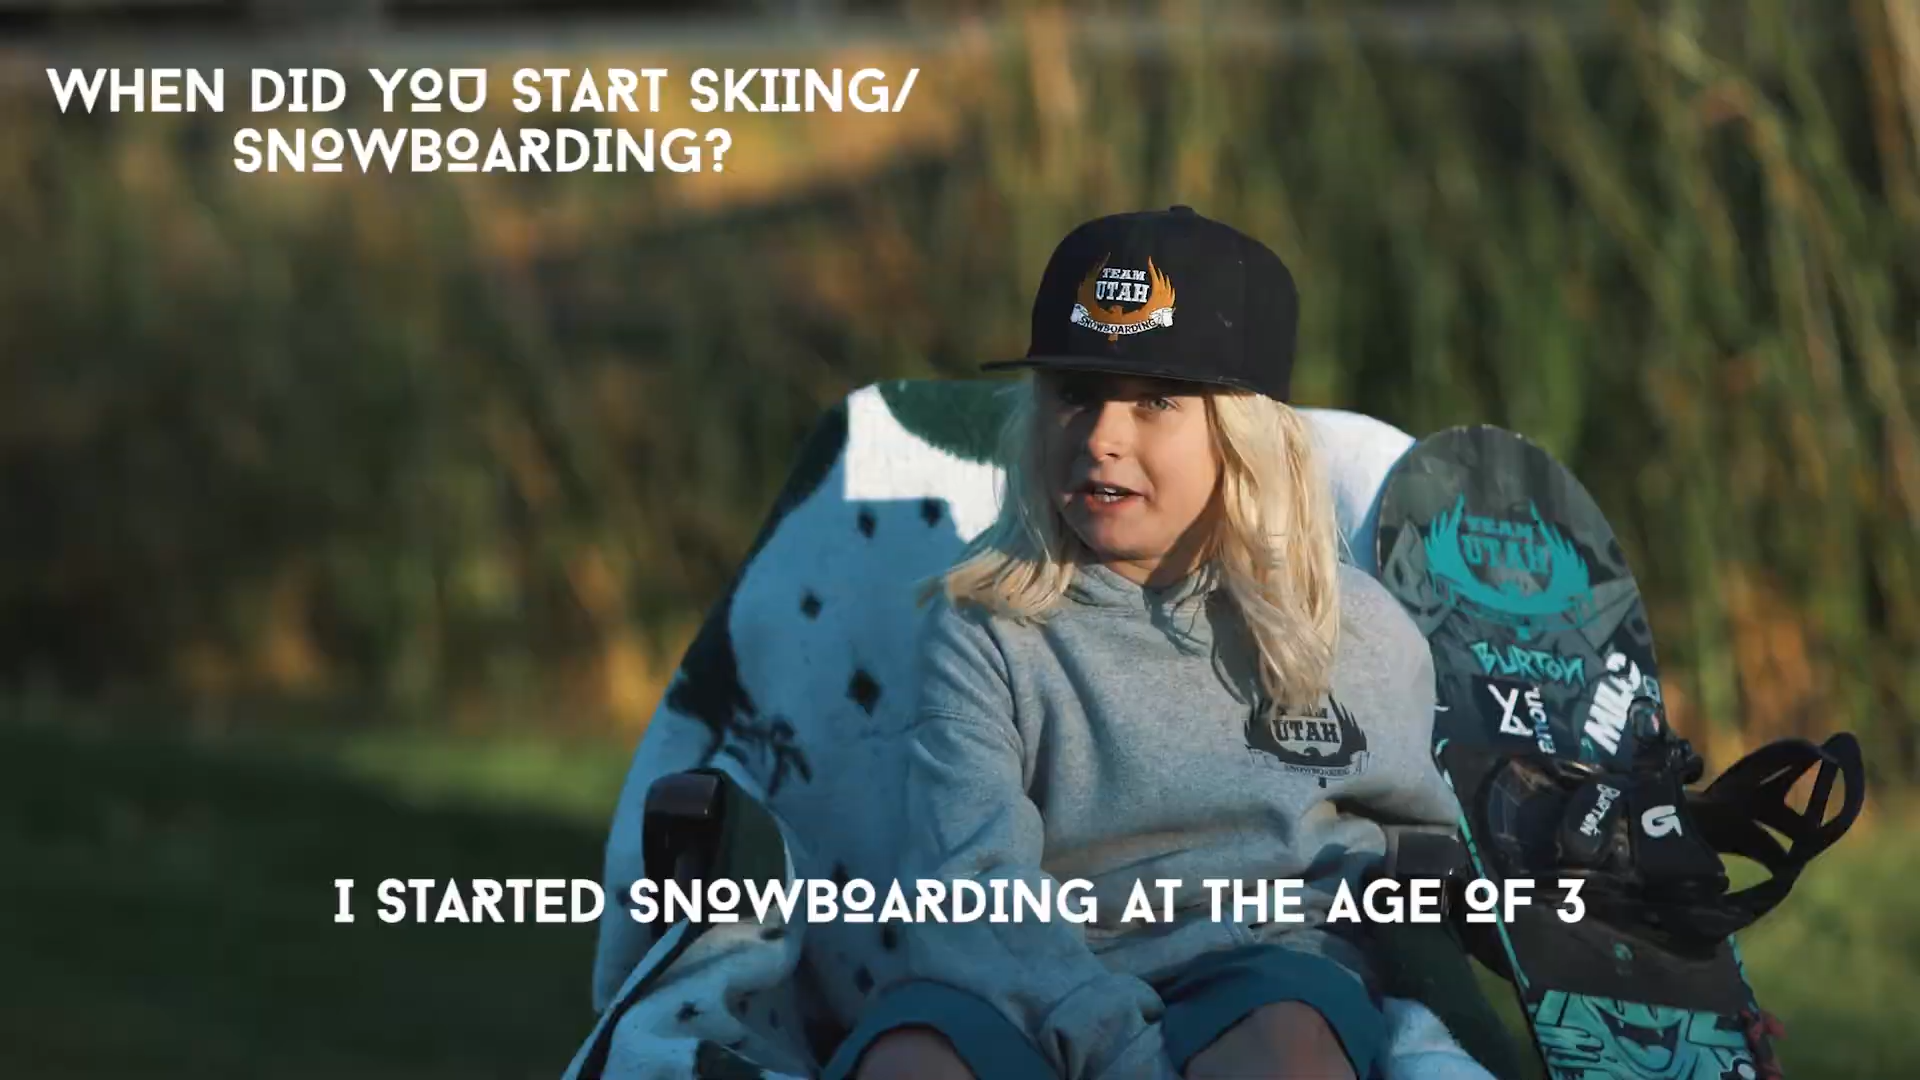 WHEN DID YOU START SKIING/
SNOWBOARDING?
TEAM
UTAH
SNOWBOARDING
TEAM
UTAH
BURTON
UTAH
SNOWBOARDING
BURTON
G
I STARTED SNOWBOARDING AT THE AGE OF 3